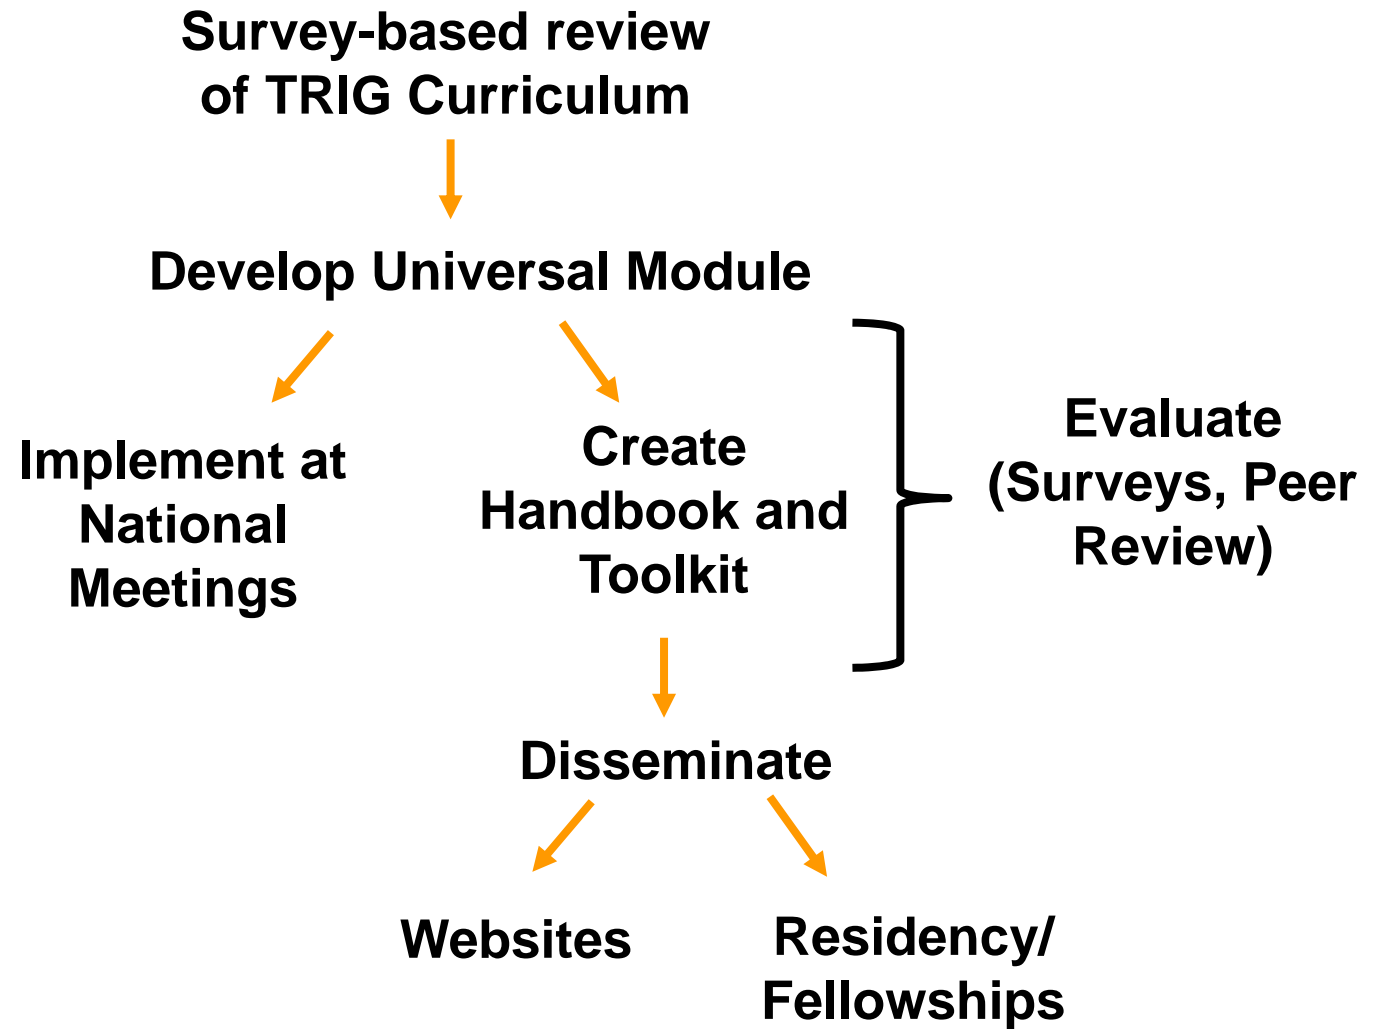 Survey-based review
of TRIG Curriculum
Develop Universal Module
Implement at
National
Meetings
Create
Handbook and
Toolkit
Evaluate
(Surveys, Peer
Review)
Disseminate
Websites
Residency/
Fellowships